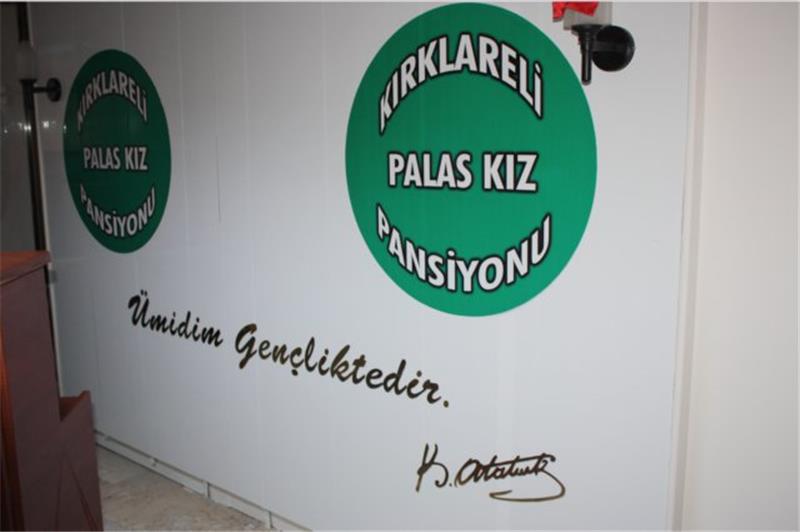 KIRKLARELİ
PALAS KIZ
PANSİYONU
KIRKLARELİ
PALAS KIZ
PANSİYONU
Ümidim Gençliktedir.
K. Atatürk